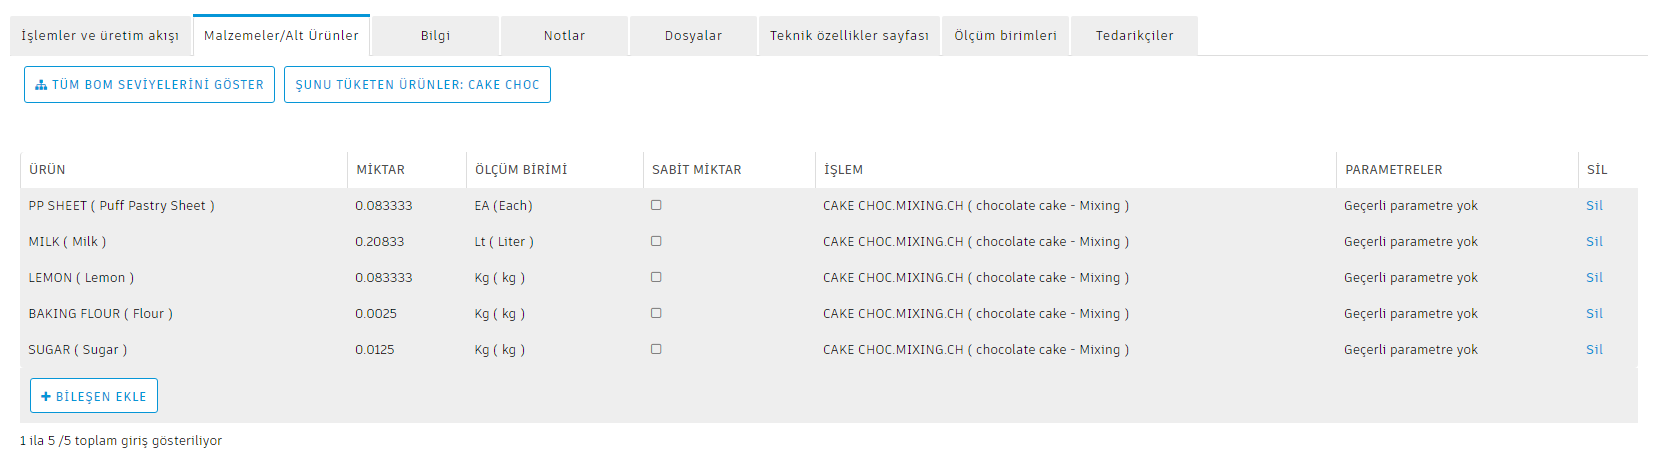 İşlemler ve üretim akışı Malzemeler/Alt Ürünler Bilgi Notlar Dosyalar Teknik özellikler sayfası Ölçüm birimleri Tedarikçiler
TÜM BOM SEVİYELERİNİ GÖSTER ŞUNU TÜKETEN ÜRÜNLER: CAKE CHOC
ÜRÜN MİKTAR ÖLÇÜM BİRİMİ SABİT MİKTAR İŞLEM PARAMETRELER SİL
PP SHEET ( Puff Pastry Sheet ) 0.083333 EA (Each) CAKE CHOC.MIXING.CH ( chocolate cake - Mixing ) Geçerli parametre yok Sil
MILK ( Milk ) 0.20833 Lt ( Liter ) CAKE CHOC.MIXING.CH ( chocolate cake - Mixing ) Geçerli parametre yok Sil
LEMON ( Lemon ) 0.083333 Kg ( kg ) CAKE CHOC.MIXING.CH ( chocolate cake - Mixing ) Geçerli parametre yok Sil
BAKING FLOUR ( Flour ) 0.0025 Kg ( kg ) CAKE CHOC.MIXING.CH ( chocolate cake - Mixing ) Geçerli parametre yok Sil
SUGAR ( Sugar ) 0.0125 Kg ( kg ) CAKE CHOC.MIXING.CH ( chocolate cake - Mixing ) Geçerli parametre yok Sil
+ BİLEŞEN EKLE
1 ila 5 /5 toplam giriş gösteriliyor